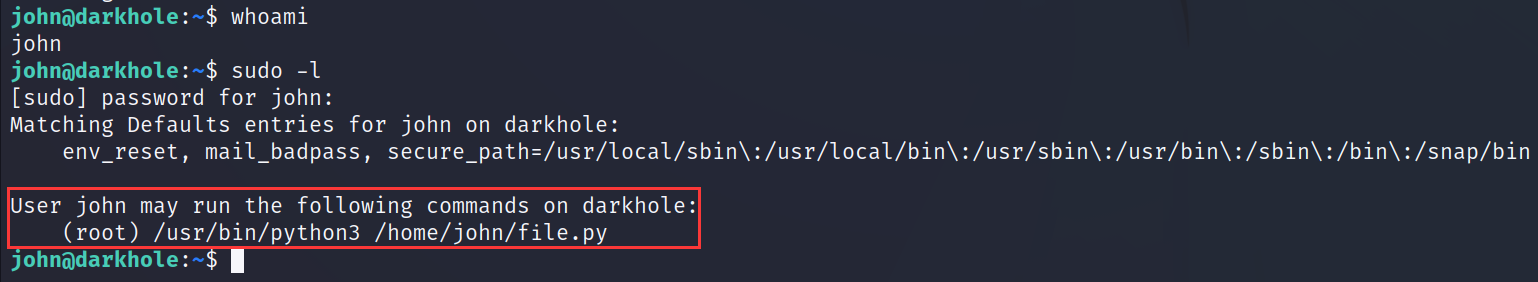 john@darkhole:~$ whoami
john
john@darkhole:~$ sudo -l
[sudo] password for john:
Matching Defaults entries for john on darkhole:
    env_reset, mail_badpass, secure_path=/usr/local/sbin\:/usr/local/bin\:/usr/sbin\:/usr/bin\:/sbin\:/bin\:/snap/bin
User john may run the following commands on darkhole:
    (root) /usr/bin/python3 /home/john/file.py
john@darkhole:~$